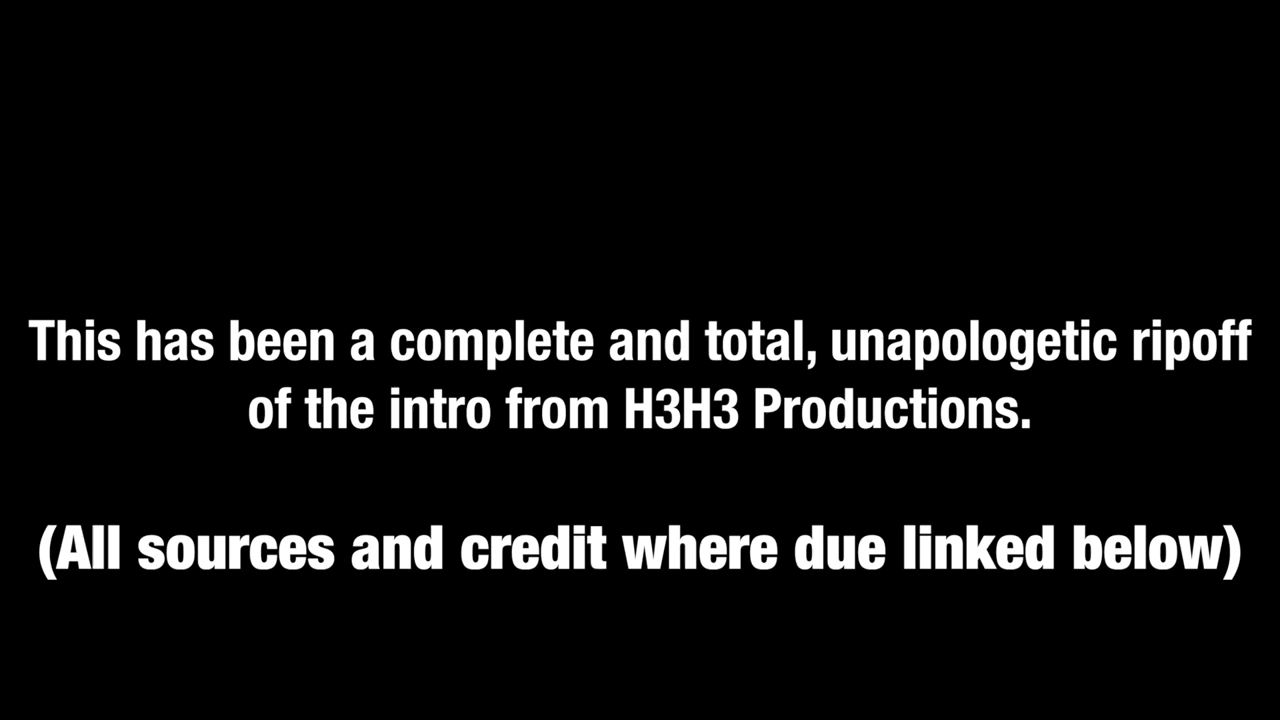 This has been a complete and total, unapologetic ripoff
of the intro from H3H3 Productions.
(All sources and credit where due linked below)